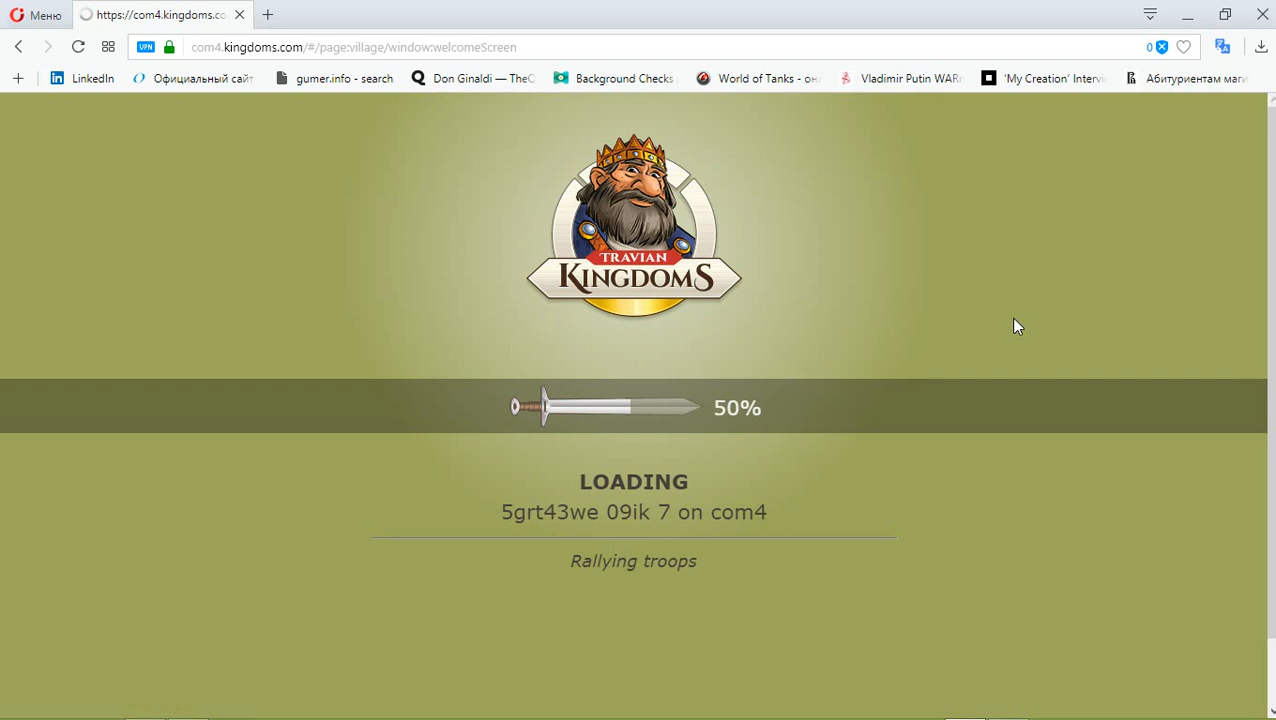 Меню
https://com4.kingdoms.co
com4.kingdoms.com/#/page:village/window:welcomeScreen
0
VPN
LinkedIn
Официальный сайт
gumer.info - search
Don Ginaldi — TheQ
Background Checks
World of Tanks - он
Vladimir Putin WAR
'My Creation' Interv
Абитуриентам маги
TRAVIAN
KINGDOMS
50%
LOADING
5grt43we 09ik 7 on com4
Rallying troops